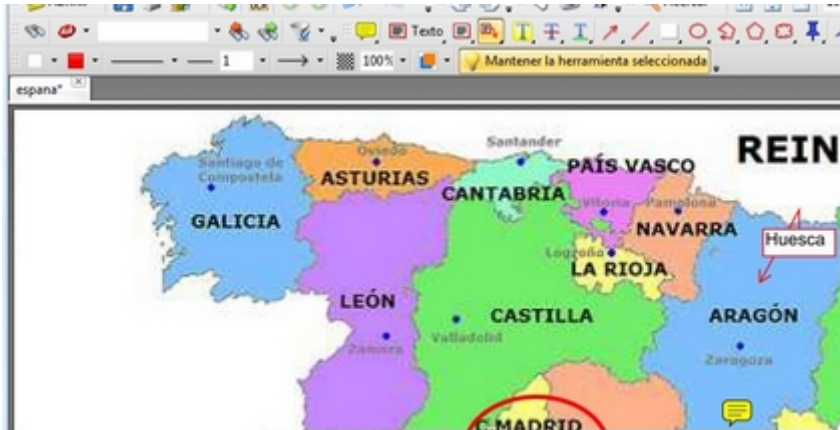 Texto
1
100%
Mantener la herramienta seleccionada
espana*
REIN
Santander
Oviedo
Santiago de
Compostela
PAÍS VASCO
ASTURIAS
CANTABRIA
Vitoria
Pamplona
GALICIA
NAVARRA
Huesca
Logroño
LA RIOJA
LEÓN
CASTILLA
ARAGÓN
Valladolid
Zamora
Zaragoza
C.MADRID